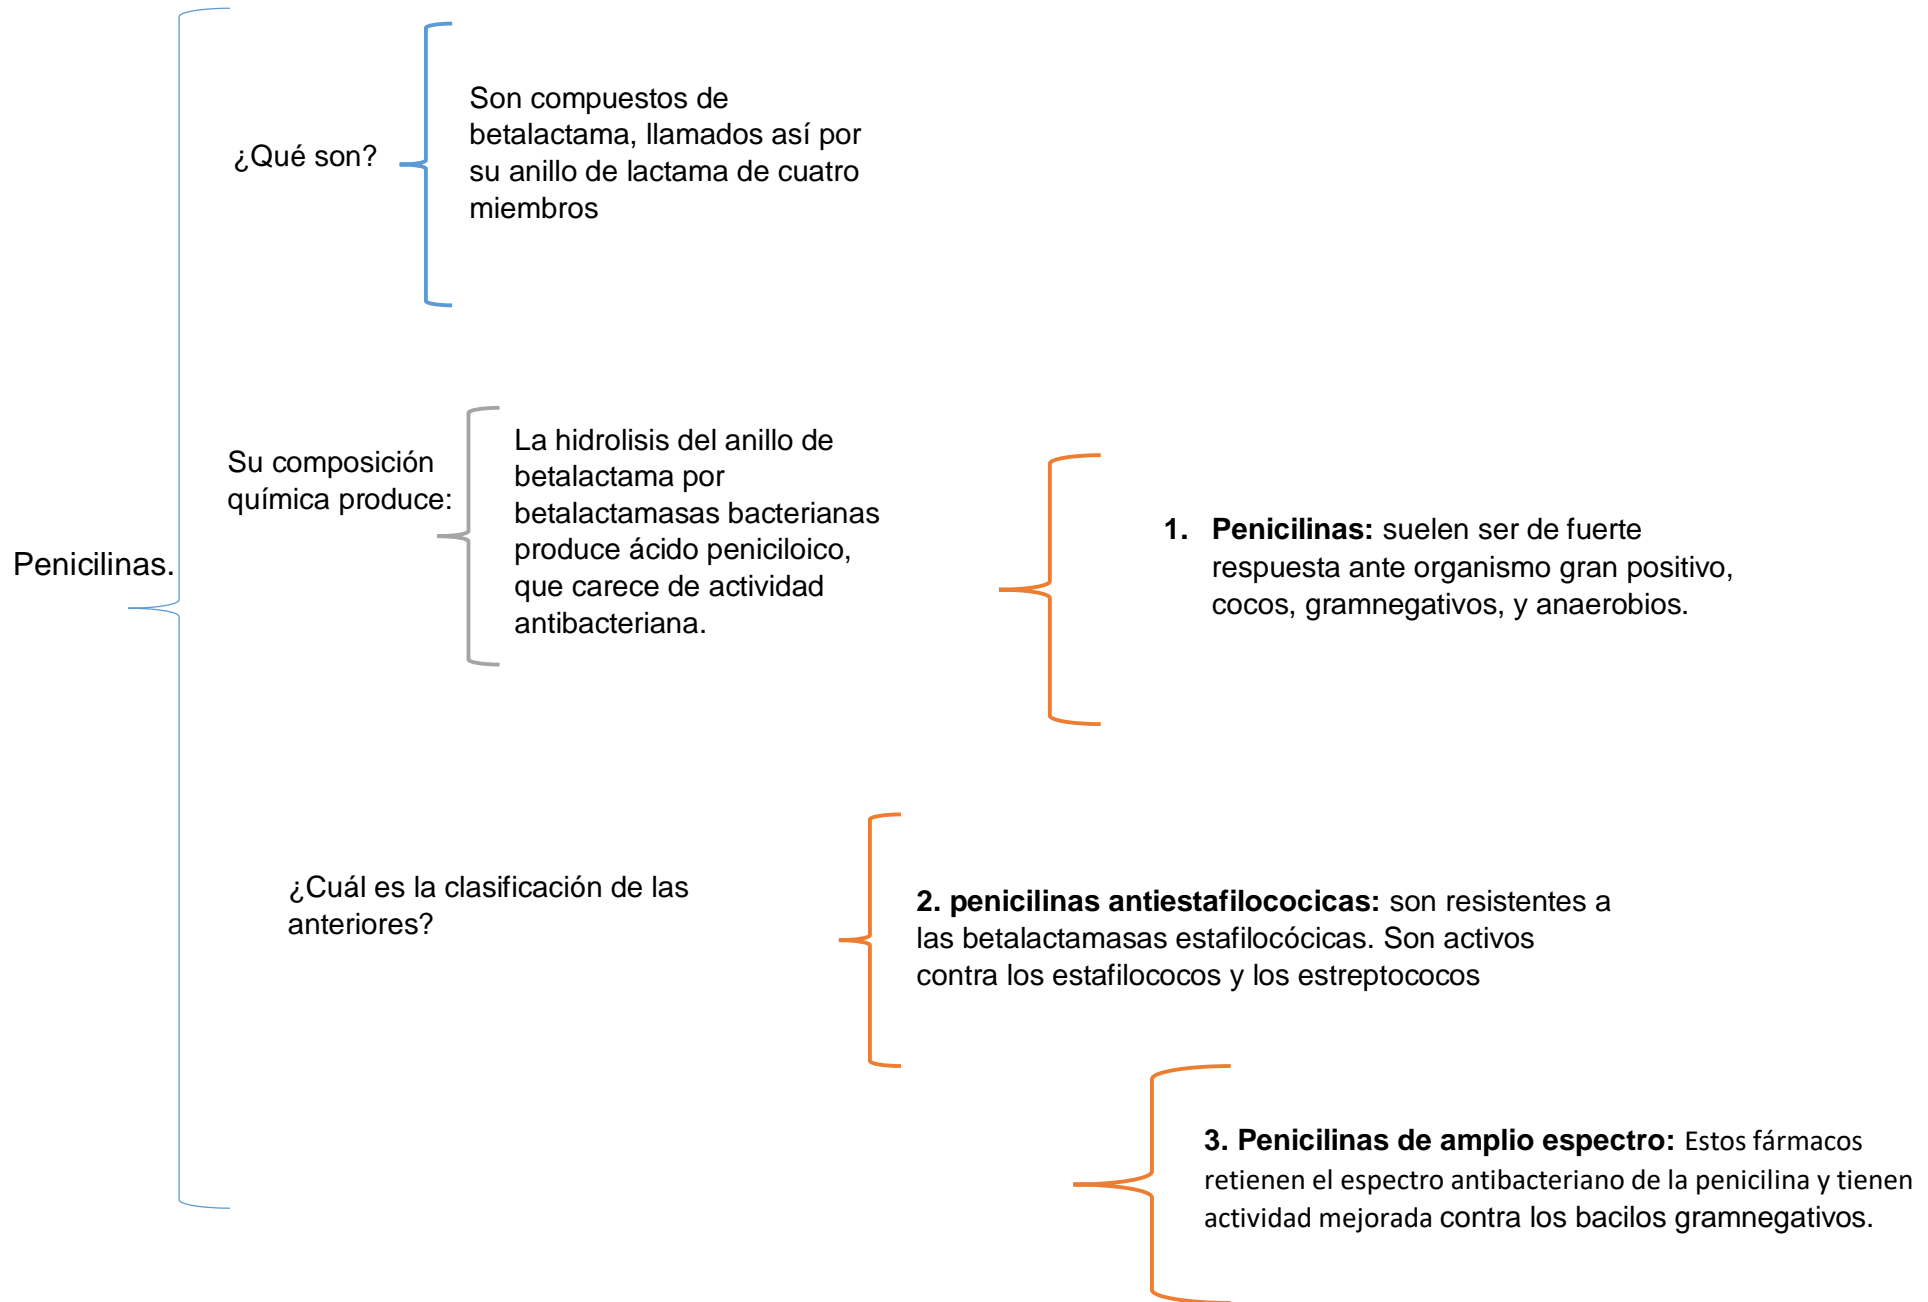 Penicilinas.
¿Qué son?
Son compuestos de
betalactama, llamados así por
su anillo de lactama de cuatro
miembros
Su composición
química produce:
La hidrolisis del anillo de
betalactama por
betalactamasas bacterianas
produce ácido peniciloico,
que carece de actividad
antibacteriana.
¿Cuál es la clasificación de las
anteriores?
1. Penicilinas: suelen ser de fuerte
respuesta ante organismo gran positivo,
cocos, gramnegativos, y anaerobios.
2. penicilinas antiestafilococicas: son resistentes a
las betalactamasas estafilocócicas. Son activos
contra los estafilococos y los estreptococos
3. Penicilinas de amplio espectro: Estos fármacos
retienen el espectro antibacteriano de la penicilina y tienen
actividad mejorada contra los bacilos gramnegativos.